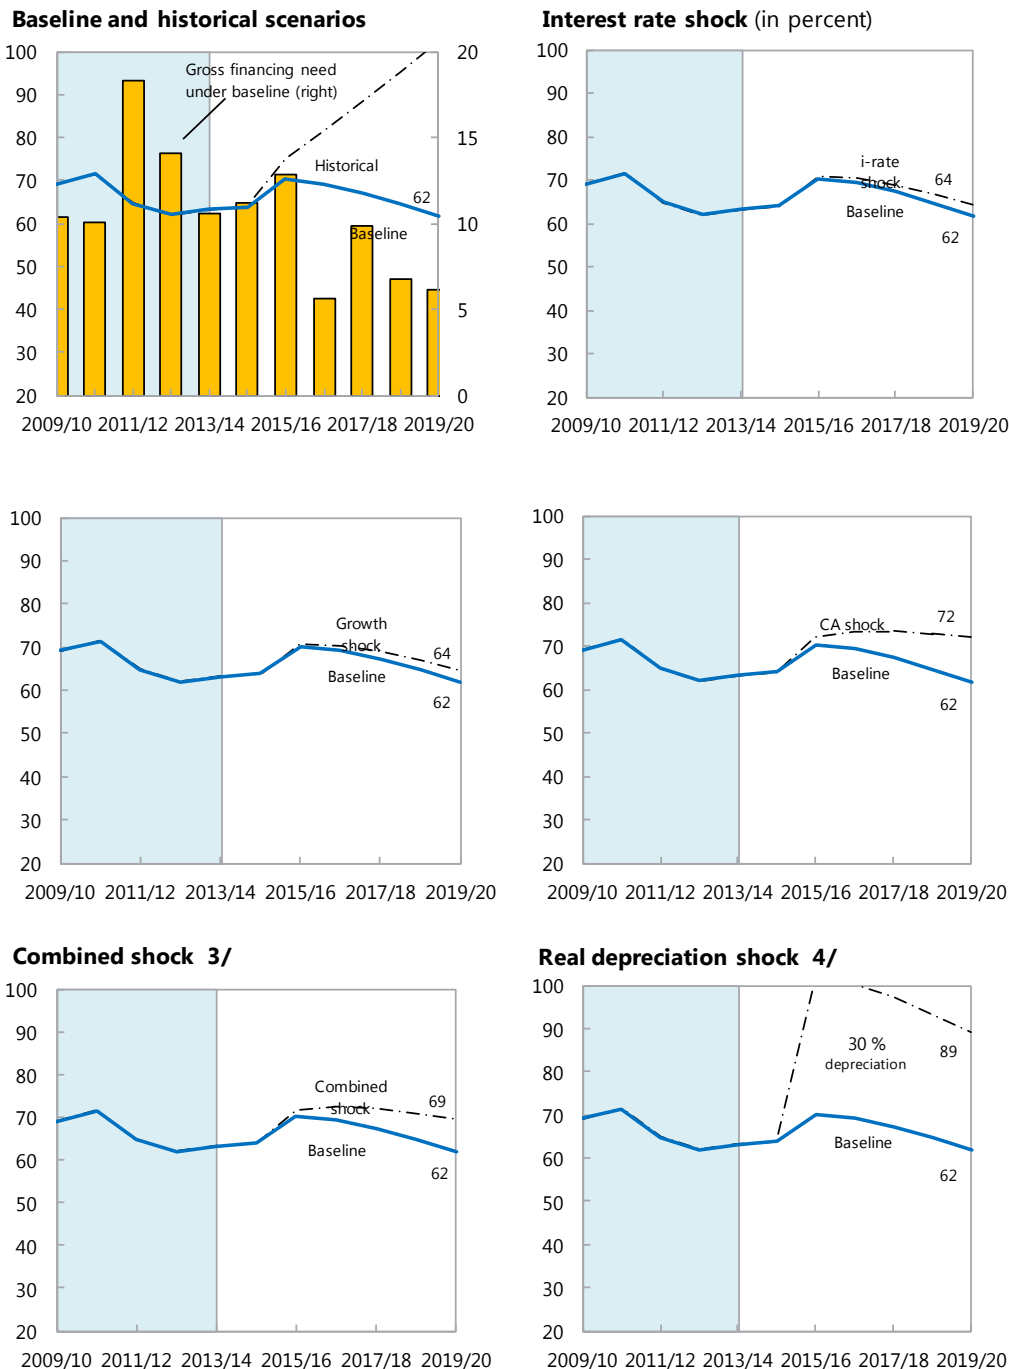 Baseline and historical scenarios
100
90
80
70
60
50
40
30
20
20
15
10
5
0
Gross financing need
under baseline (right)
Historical
62
Baseline
2009/10 2011/12 2013/14 2015/16 2017/18 2019/20
Interest rate shock (in percent)
100
90
80
70
60
50
40
30
20
i-rate
shock
64
Baseline
62
2009/10 2011/12 2013/14 2015/16 2017/18 2019/20
100
90
80
70
60
50
40
30
20
Growth
shock
64
Baseline
62
2009/10 2011/12 2013/14 2015/16 2017/18 2019/20
100
90
80
70
60
50
40
30
20
72
CA shock
Baseline
62
2009/10 2011/12 2013/14 2015/16 2017/18 2019/20
Combined shock 3/
100
90
80
70
60
50
40
30
20
Combined
shock
69
Baseline
62
2009/10 2011/12 2013/14 2015/16 2017/18 2019/20
Real depreciation shock 4/
100
90
80
70
60
50
40
30
20
30 %
depreciation
89
Baseline
62
2009/10 2011/12 2013/14 2015/16 2017/18 2019/20